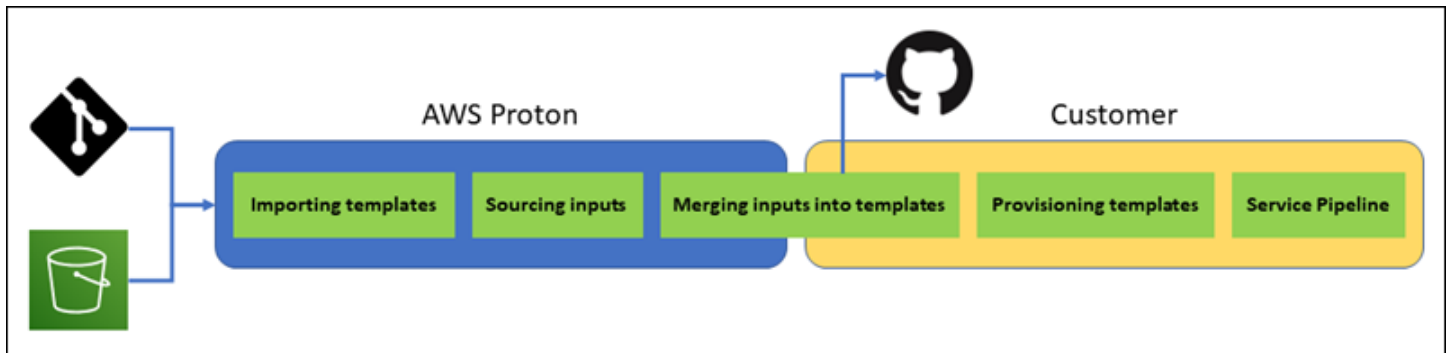 AWS Proton
Customer
Importing templates
Sourcing inputs
Merging inputs into templates
Provisioning templates
Service Pipeline